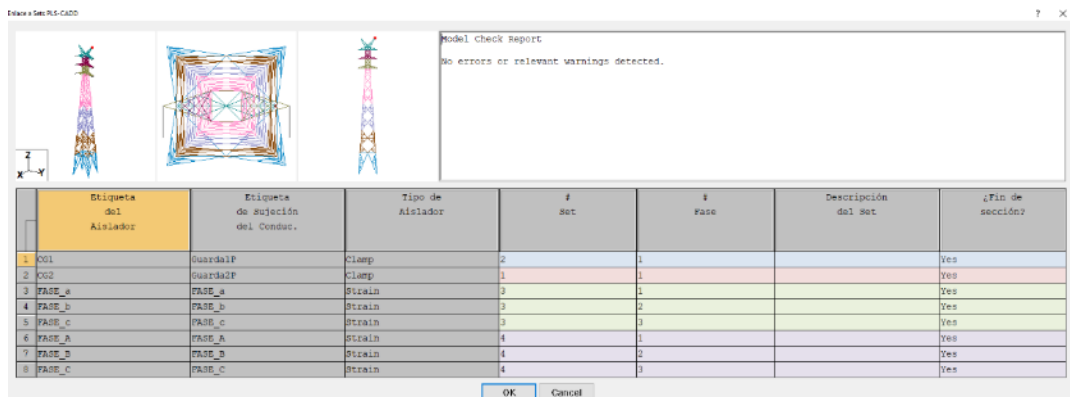 Enlace a Sets PLS-CADD
? ×
Model Check Report
No errors or relevant warnings detected.
Z
X Y
Etiqueta del Aislador Etiqueta de Sujeción del Conduc. Tipo de Aislador # Set # Fase Descripción del Set ¿Fin de sección?
1 CG1 Guarda1P Clamp 2 1 Yes
2 CG2 Guarda2P Clamp 1 1 Yes
3 FASE_a FASE_a Strain 3 1 Yes
4 FASE_b FASE_b Strain 3 2 Yes
5 FASE_c FASE_c Strain 3 3 Yes
6 FASE_A FASE_A Strain 4 1 Yes
7 FASE_B FASE_B Strain 4 2 Yes
8 FASE_C FASE_C Strain 4 3 Yes
OK Cancel